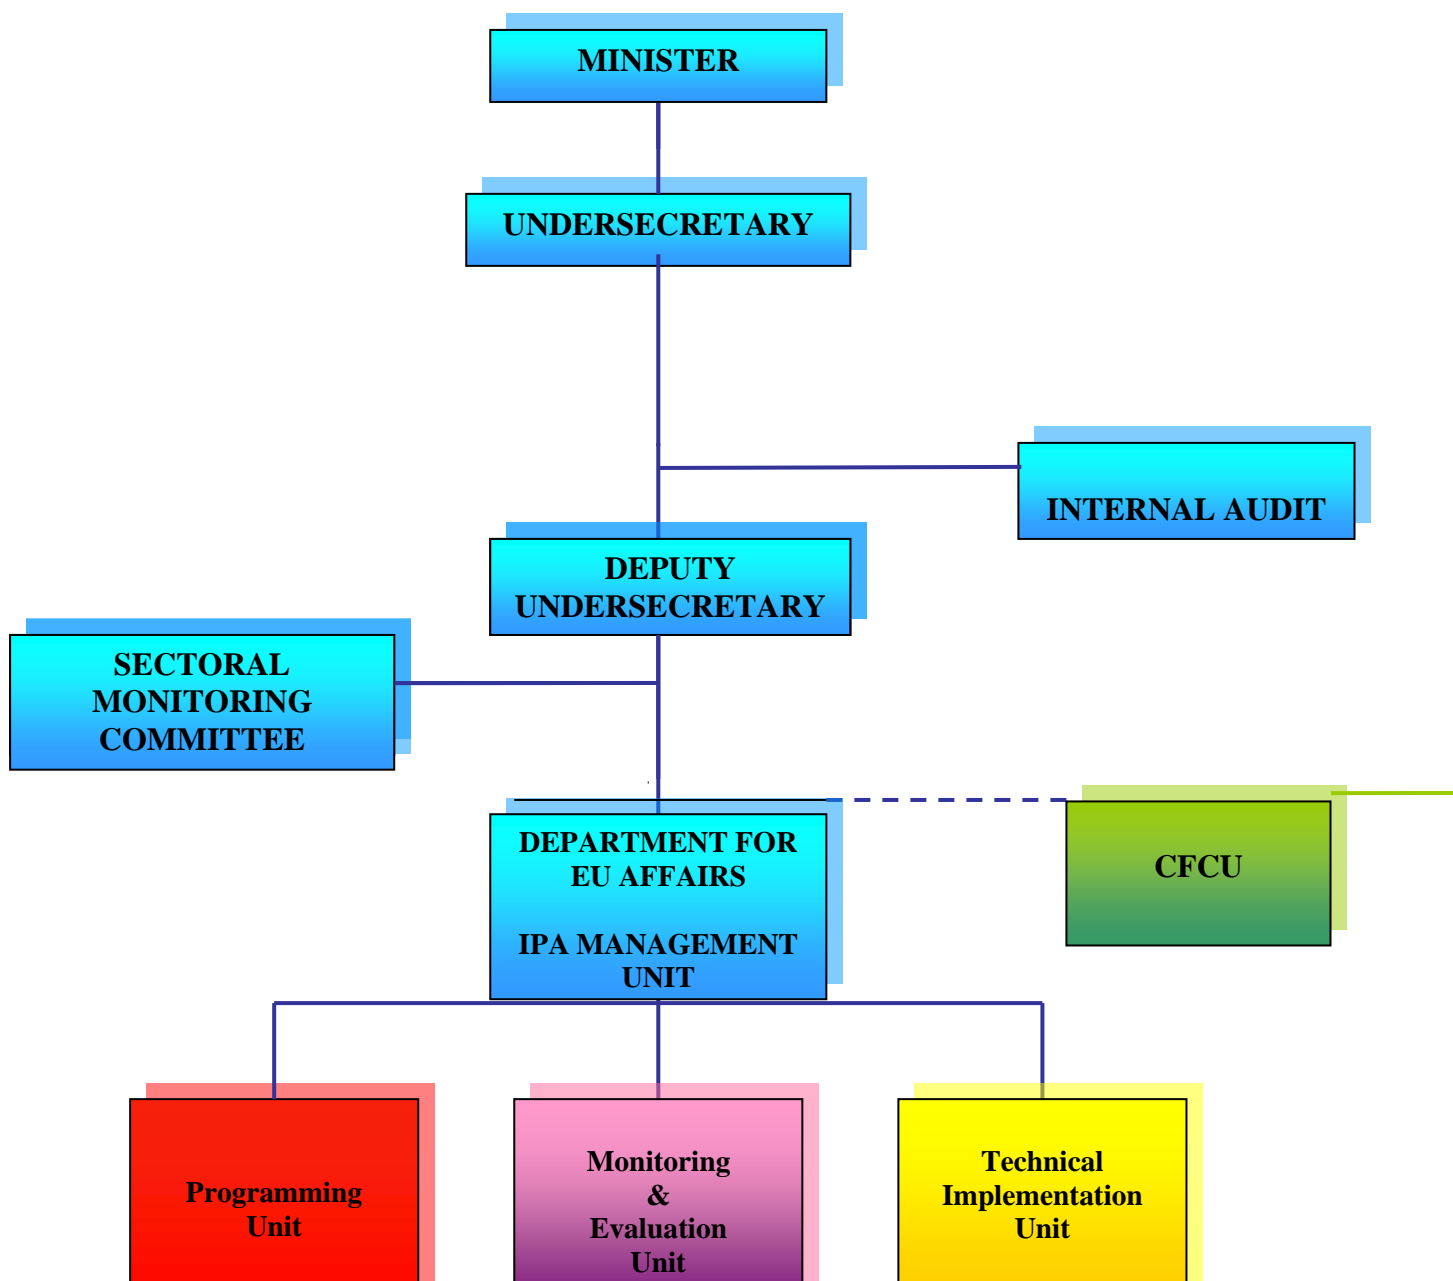 MINISTER
UNDERSECRETARY
INTERNAL AUDIT
DEPUTY
UNDERSECRETARY
SECTORAL
MONITORING
COMMITTEE
DEPARTMENT FOR
EU AFFAIRS
IPA MANAGEMENT
UNIT
CFCU
Programming
Unit
Monitoring
&
Evaluation
Unit
Technical
Implementation
Unit